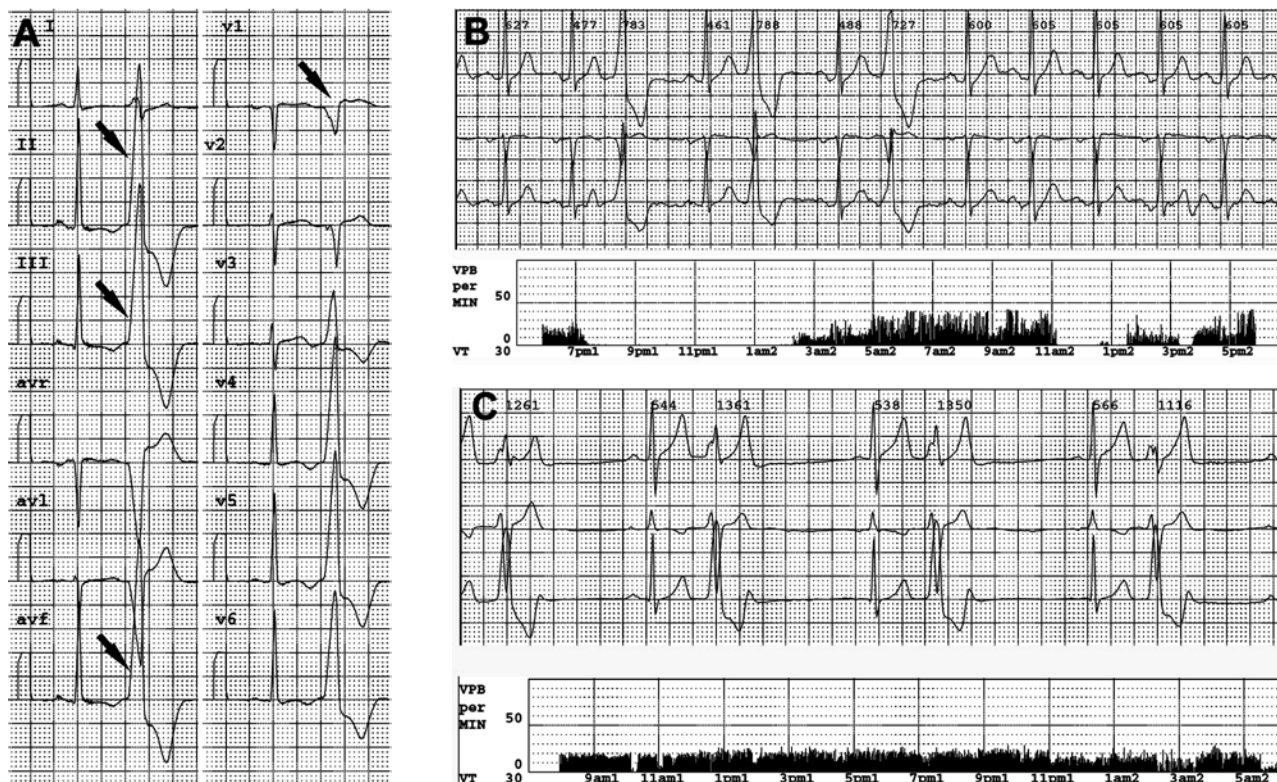 A
I
v1
II
v2
III
v3
avr
v4
avl
v5
avf
v6
B
627 477 783 461 788 488 727 600 605 605 605 605
VPB
per
MIN
50
0
VT 30 7pm1 9pm1 11pm1 1am2 3am2 5am2 7am2 9am2 11am2 1pm2 3pm2 5pm2
C
1261 544 1361 538 1350 566 1116
VPB
per
MIN
50
0
VT 30 9am1 11am1 1pm1 3pm1 5pm1 7pm1 9pm1 11pm1 1am2 3am2 5am2